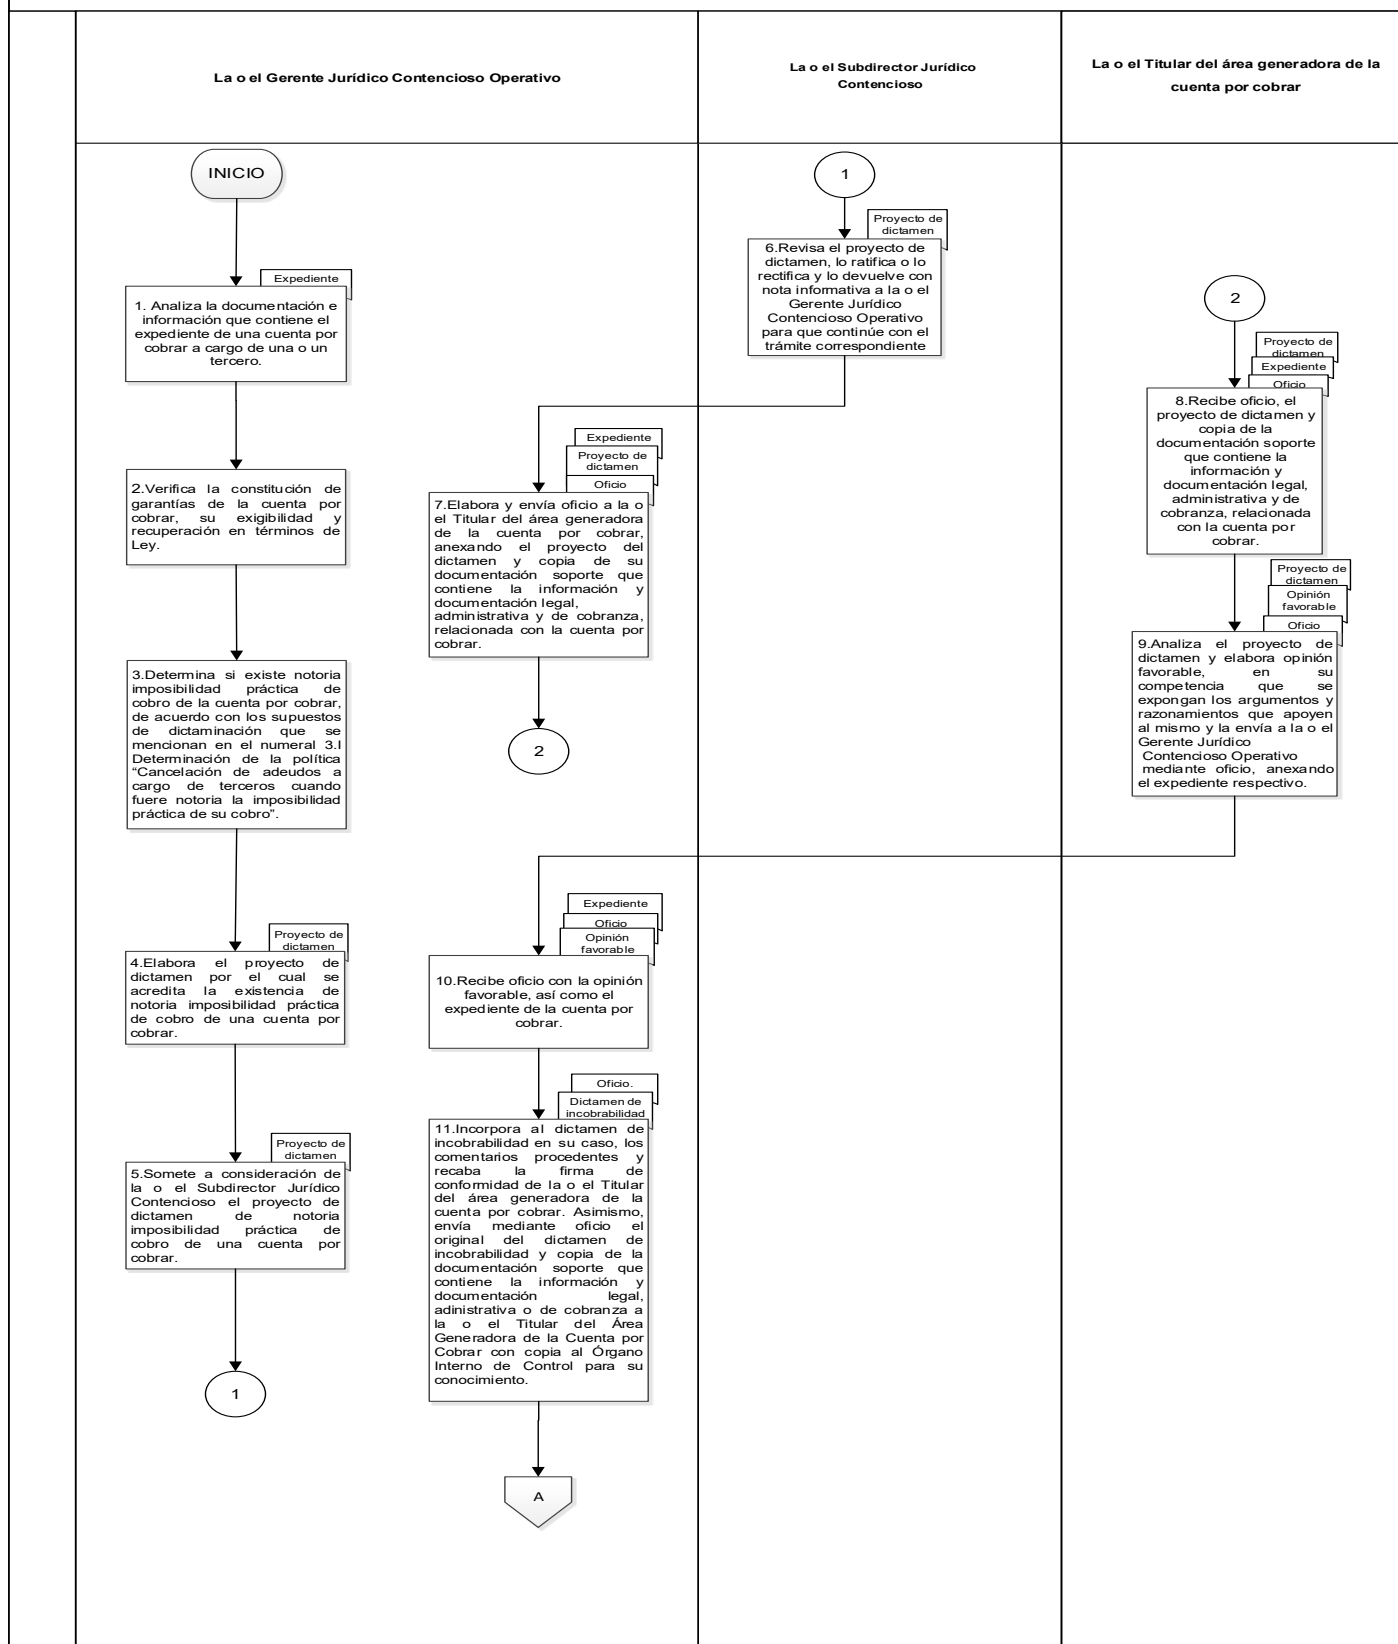 La o el Gerente Jurídico Contencioso Operativo
La o el Subdirector Jurídico
Contencioso
La o el Titular del área generadora de la
cuenta por cobrar
INICIO
Expediente
1. Analiza la documentación e
información que contiene el
expediente de una cuenta por
cobrar a cargo de una o un
tercero.
2.Verifica la constitución de
garantías de la cuenta por
cobrar, su exigibilidad y
recuperación en términos de
Ley.
3.Determina si existe notoria
imposibilidad práctica de
cobro de la cuenta por cobrar,
de acuerdo con los supuestos
de dictaminación que se
mencionan en el numeral 3.I
Determinación de la política
“Cancelación de adeudos a
cargo de terceros cuando
fuere notoria la imposibilidad
práctica de su cobro”.
Proyecto de
dictamen
4.Elabora el proyecto de
dictamen por el cual se
acredita la existencia de
notoria imposibilidad práctica
de cobro de una cuenta por
cobrar.
Proyecto de
dictamen
5.Somete a consideración de
la o el Subdirector Jurídico
Contencioso el proyecto de
dictamen de notoria
imposibilidad práctica de
cobro de una cuenta por
cobrar.
1
1
Proyecto de
dictamen
6.Revisa el proyecto de
dictamen, lo ratifica o lo
rectifica y lo devuelve con
nota informativa a la o el
Gerente Jurídico
Contencioso Operativo
para que continúe con el
trámite correspondiente
Expediente
Proyecto de
dictamen
Oficio
7.Elabora y envía oficio a la o
el Titular del área generadora
de la cuenta por cobrar,
anexando el proyecto del
dictamen y copia de su
documentación soporte que
contiene la información y
documentación legal,
administrativa y de cobranza,
relacionada con la cuenta por
cobrar.
2
2
Proyecto de
dictamen
Expediente
Oficio
8.Recibe oficio, el
proyecto de dictamen y
copia de la
documentación soporte
que contiene la
información y
documentación legal,
administrativa y de
cobranza, relacionada
con la cuenta por
cobrar.
Proyecto de
dictamen
Opinión
favorable
Oficio
9.Analiza el proyecto de
dictamen y elabora opinión
favorable, en su
competencia que se
expongan los argumentos y
razonamientos que apoyen
al mismo y la envía a la o el
Gerente Jurídico
Contencioso Operativo
mediante oficio, anexando
el expediente respectivo.
Expediente
Oficio
Opinión
favorable
10.Recibe oficio con la opinión
favorable, así como el
expediente de la cuenta por
cobrar.
Oficio.
Dictamen de
incobrabilidad
11.Incorpora al dictamen de
incobrabilidad en su caso, los
comentarios procedentes y
recaba la firma de
conformidad de la o el Titular
del área generadora de la
cuenta por cobrar. Asimismo,
envía mediante oficio el
original del dictamen de
incobrabilidad y copia de la
documentación soporte que
contiene la información y
documentación legal,
adinistrativa o de cobranza a
la o el Titular del Área
Generadora de la Cuenta por
Cobrar con copia al Órgano
Interno de Control para su
conocimiento.
A